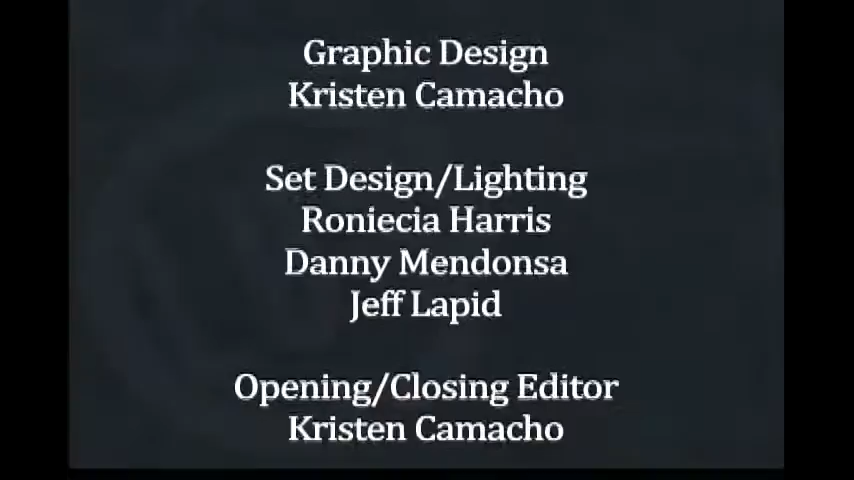 Graphic Design
Kristen Camacho
Set Design/Lighting
Roniecia Harris
Danny Mendonsa
Jeff Lapid
Opening/Closing Editor
Kristen Camacho